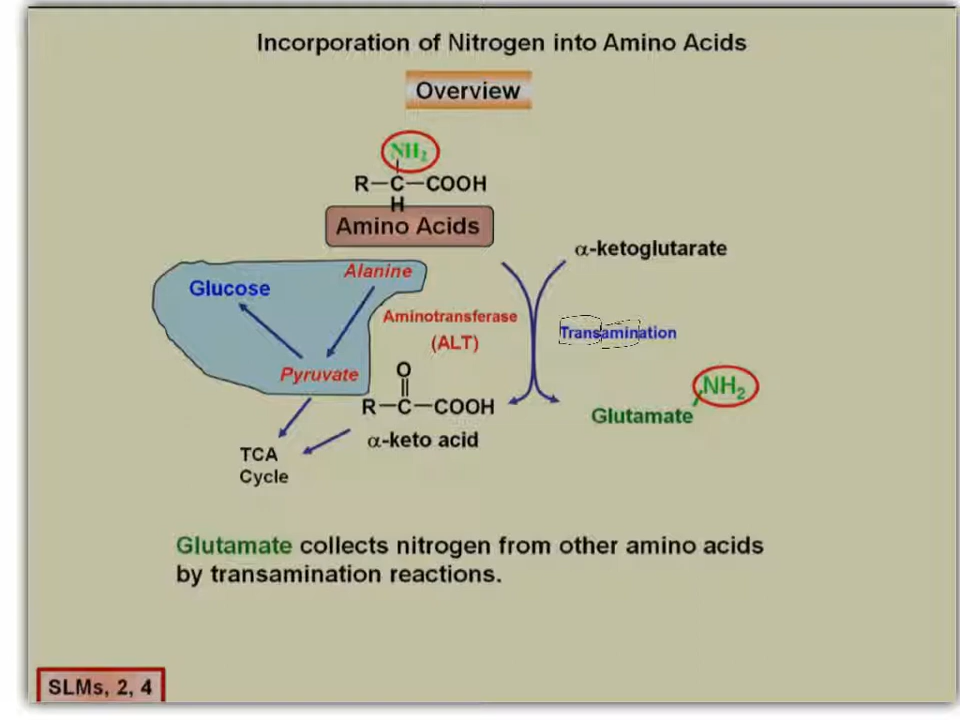 Incorporation of Nitrogen into Amino Acids
Overview
NH₂
R—C—COOH
H
Amino Acids
α-ketoglutarate
Alanine
Glucose
Aminotransferase
(ALT)
Transamination
Pyruvate
O
R—C—COOH
NH₂
Glutamate
α-keto acid
TCA
Cycle
Glutamate collects nitrogen from other amino acids
by transamination reactions.
SLMs, 2, 4